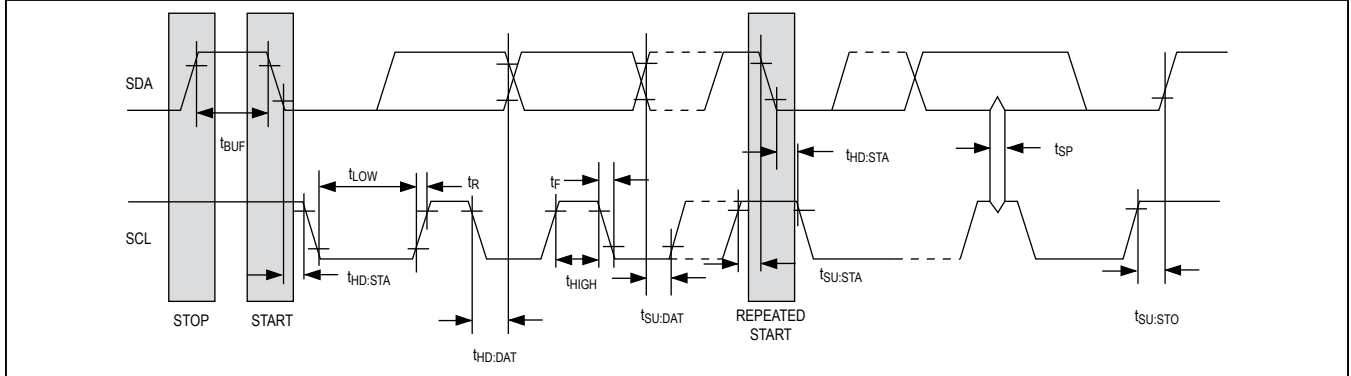 SDA
tBUF
tHD:STA
tSP
tLOW
tR
tF
SCL
tHD:STA
tHIGH
tSU:STA
tSU:DAT
tSU:STO
STOP
START
REPEATED
START
tHD:DAT